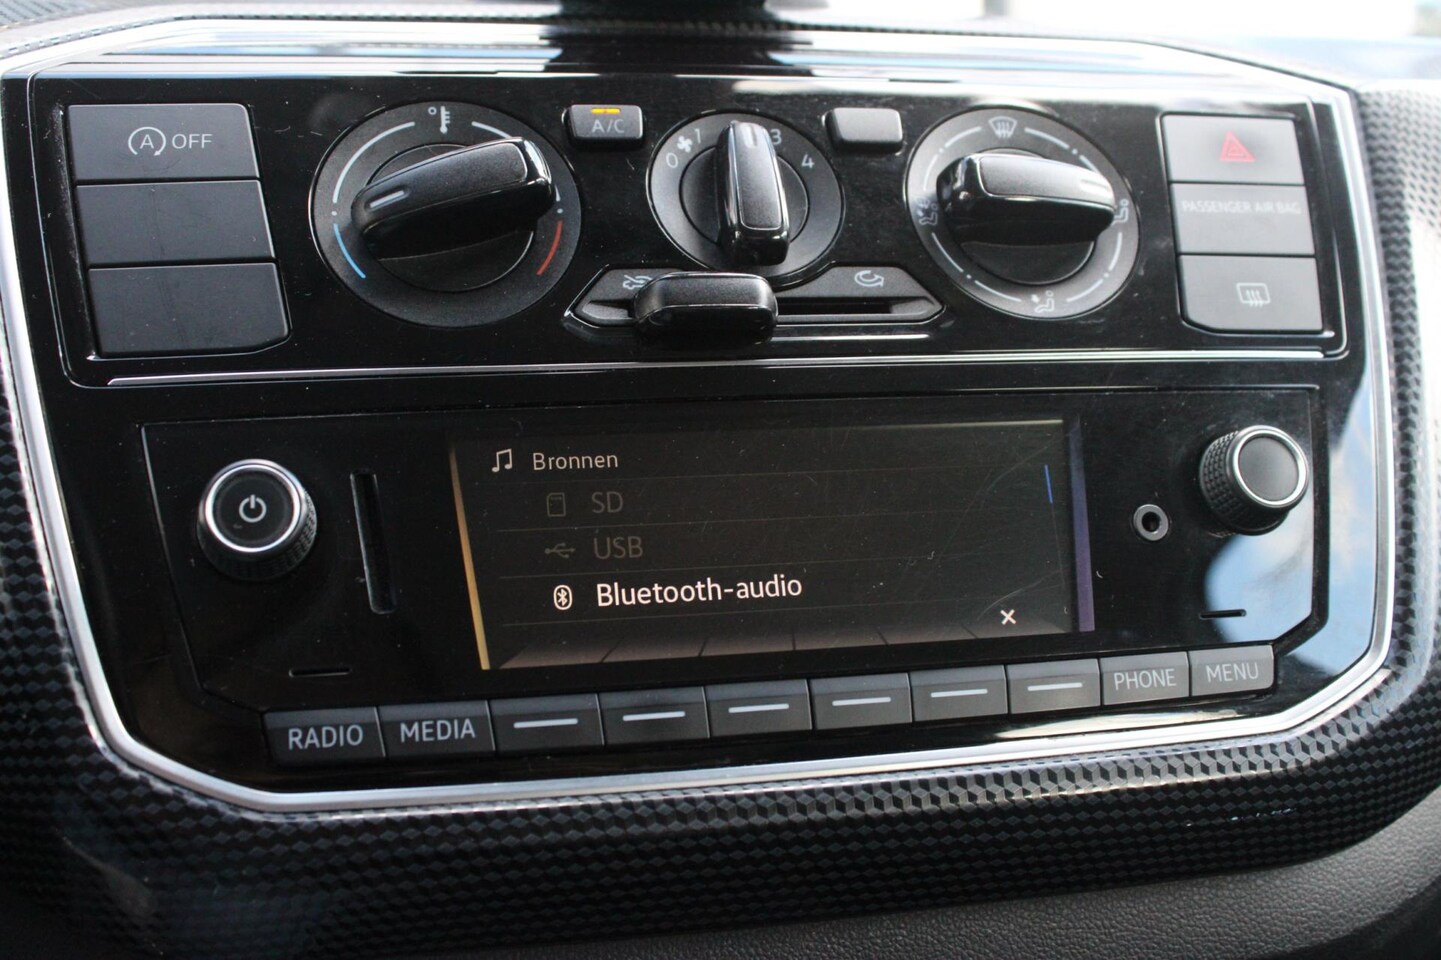 A OFF
A/C
0 1 3 4
PASSENGER AIR BAG
Bronnen
SD
USB
Bluetooth-audio
RADIO
MEDIA
PHONE
MENU